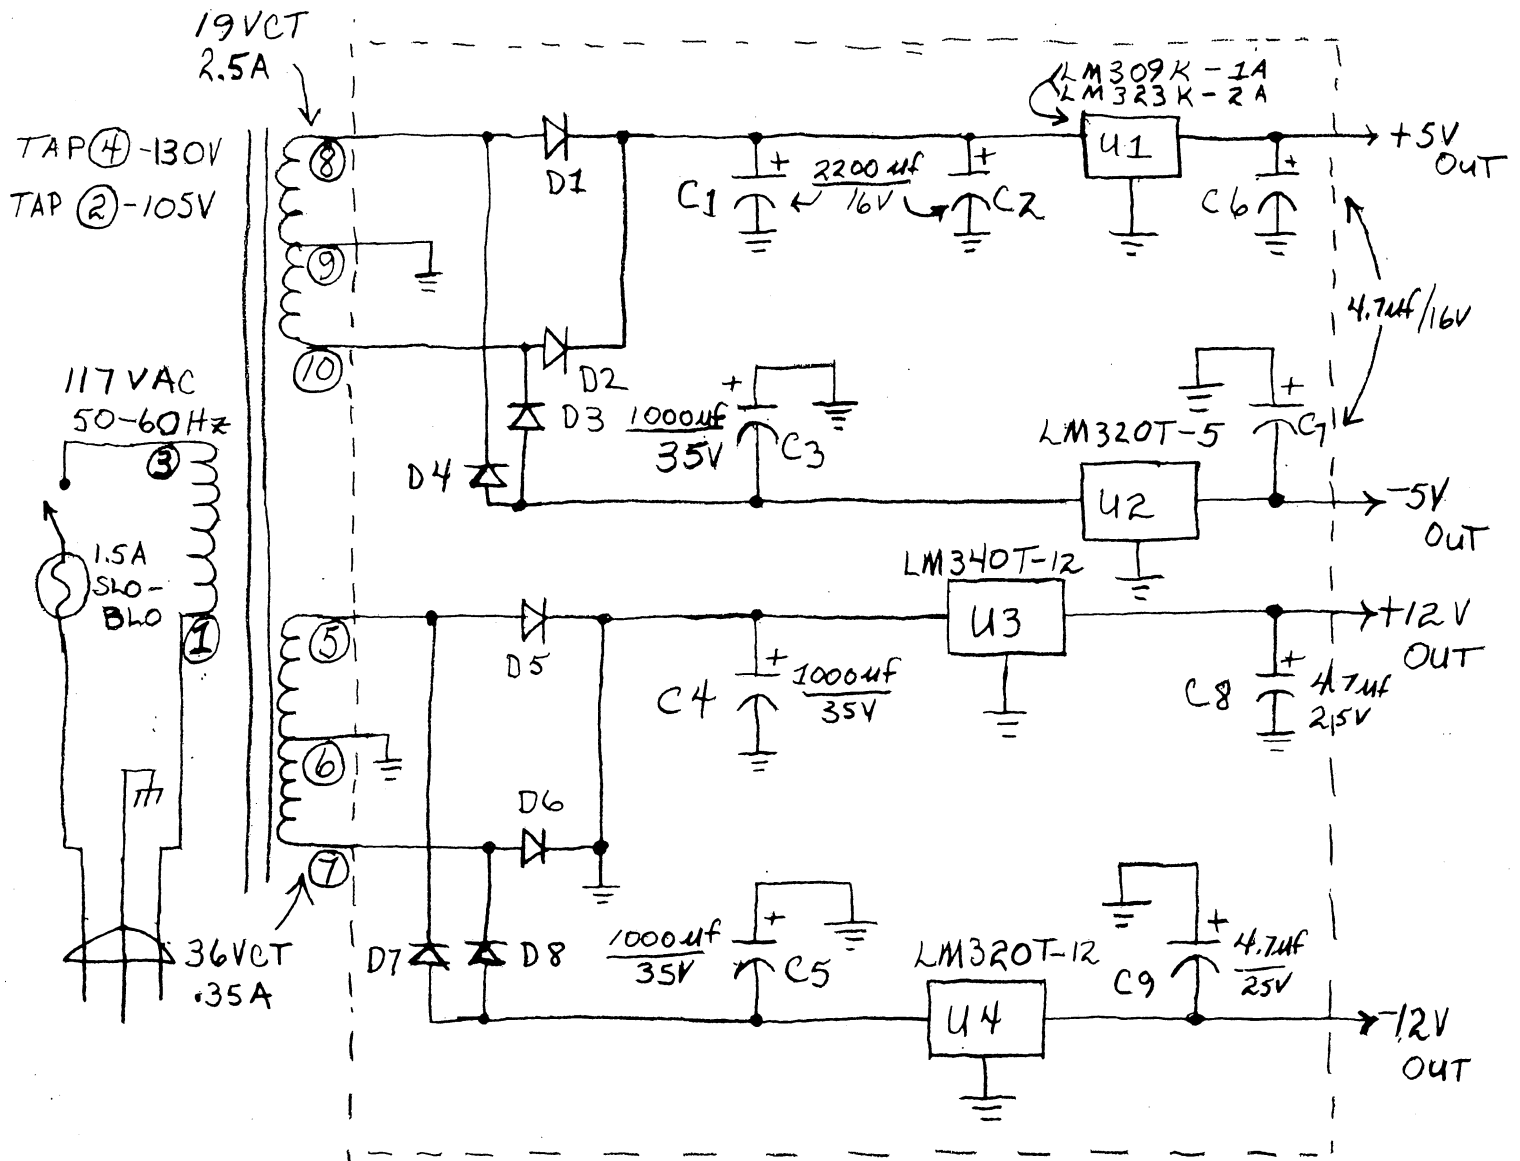 19VCT
2.5A
TAP ④ -130V
TAP ② -105V
LM309K - 1A
LM323K - 2A
⑧
D1
C1
+
2200uf
16V
+
C2
U1
C6
+
+5V
OUT
⑨
4.7uf/16V
⑩
D2
117 VAC
50-60Hz
③
D3
D4
+
1000uf
35V
C3
LM320T-5
U2
+
C7
-5V
OUT
1.5A
SLO-
BLO
①
LM340T-12
⑤
D5
U3
+12V
OUT
C4
+
1000uf
35V
C8
+
4.7uf
25V
⑥
D6
⑦
36VCT
.35A
D7
D8
1000uf
35V
+
C5
LM320T-12
U4
C9
+
4.7uf
25V
-12V
OUT